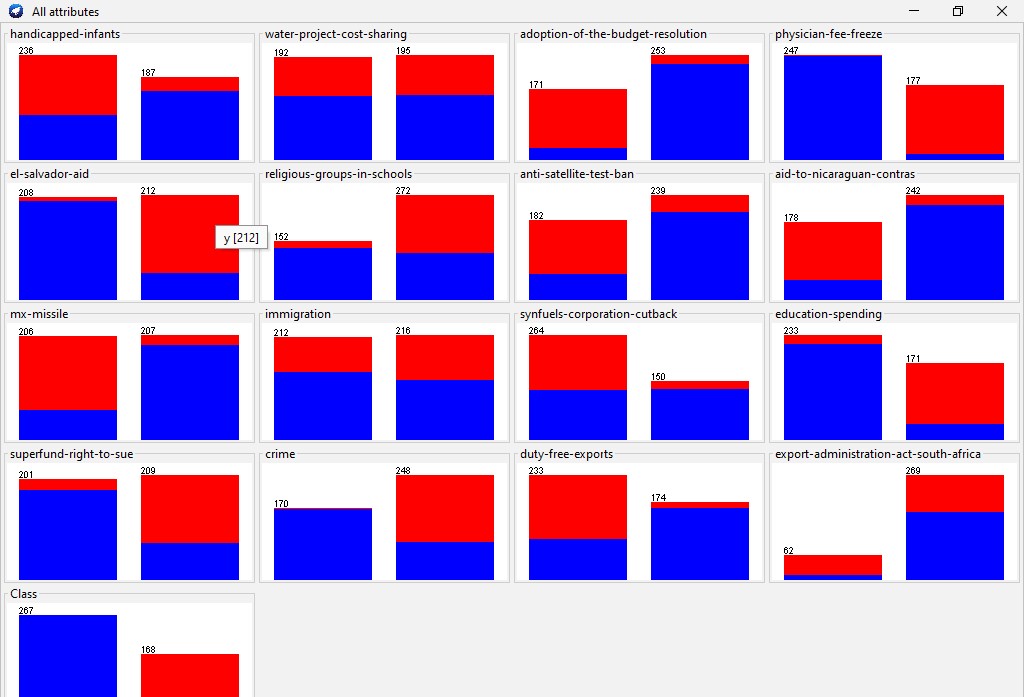 All attributes
handicapped-infants
236
187
water-project-cost-sharing
192
195
adoption-of-the-budget-resolution
171
253
physician-fee-freeze
247
177
el-salvador-aid
208
212
y [212]
religious-groups-in-schools
152
272
anti-satellite-test-ban
182
239
aid-to-nicaraguan-contras
178
242
mx-missile
206
207
immigration
212
216
synfuels-corporation-cutback
264
150
education-spending
233
171
superfund-right-to-sue
201
209
crime
170
248
duty-free-exports
233
174
export-administration-act-south-africa
62
269
Class
267
168